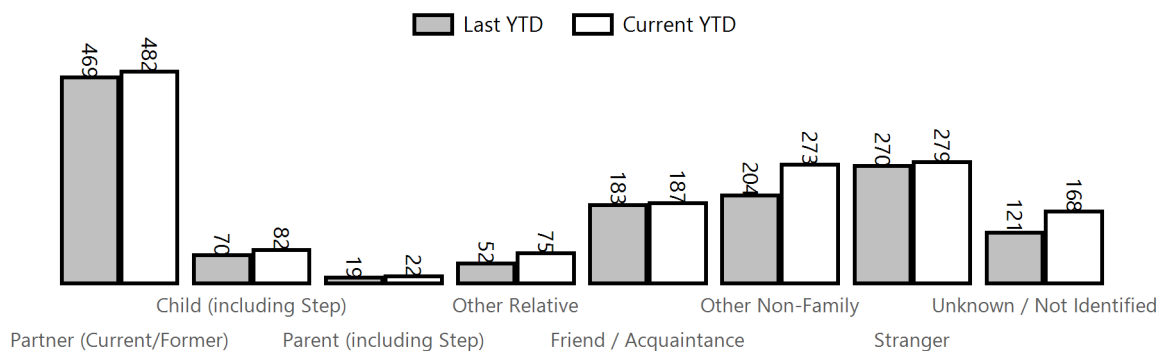 Last YTD Current YTD
469 482 70 82 19 22 52 75 183 187 204 273 270 279 121 168
Child (including Step) Other Relative Other Non-Family Unknown / Not Identified
Partner (Current/Former) Parent (including Step) Friend / Acquaintance Stranger